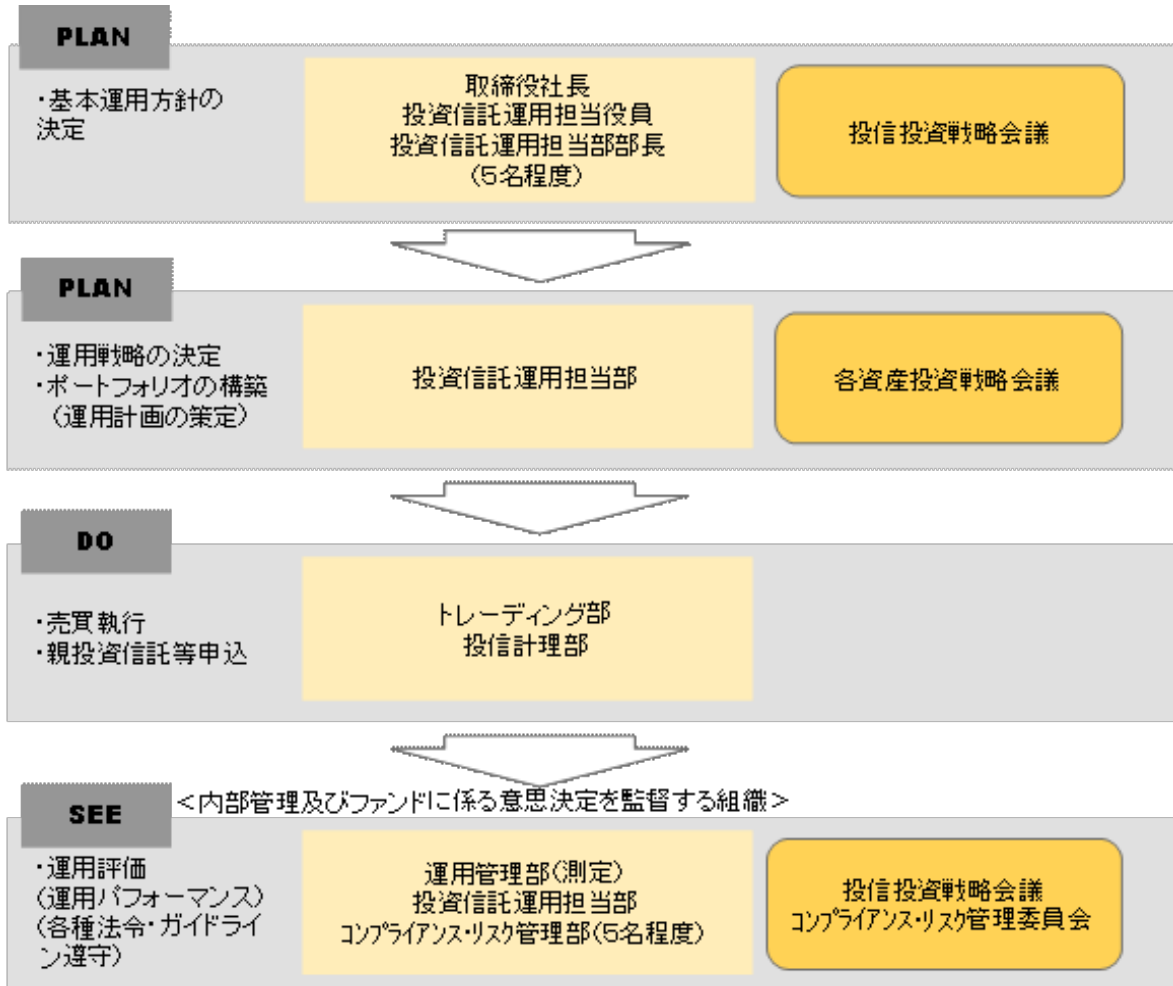 PLAN
・基本運用方針の
決定
取締役社長
投資信託運用担当役員
投資信託運用担当部部長
(5名程度)
投信投資戦略会議
PLAN
・運用戦略の決定
・ポートフォリオの構築
(運用計画の策定)
投資信託運用担当部
各資産投資戦略会議
DO
・売買執行
・親投資信託等申込
トレーディング部
投信計理部
SEE
<内部管理及びファンドに係る意思決定を監督する組織>
・運用評価
(運用パフォーマンス)
(各種法令・ガイドライ
ン遵守)
運用管理部(測定)
投資信託運用担当部
コンプライアンス・リスク管理部(5名程度)
投信投資戦略会議
コンプライアンス・リスク管理委員会